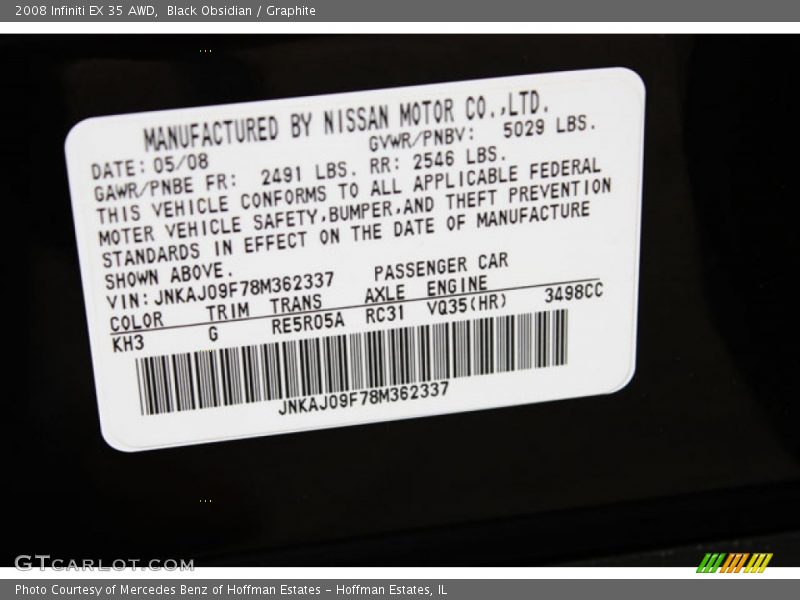 2008 Infiniti EX 35 AWD, Black Obsidian / Graphite
MANUFACTURED BY NISSAN MOTOR CO.,LTD.
DATE: 05/08 GVWR/PNBV: 5029 LBS.
GAWR/PNBE FR: 2491 LBS. RR: 2546 LBS.
THIS VEHICLE CONFORMS TO ALL APPLICABLE FEDERAL
MOTER VEHICLE SAFETY,BUMPER,AND THEFT PREVENTION
STANDARDS IN EFFECT ON THE DATE OF MANUFACTURE
SHOWN ABOVE.
VIN: JNKAJ09F78M362337 PASSENGER CAR
COLOR TRIM TRANS AXLE ENGINE
KH3 G RE5R05A RC31 VQ35(HR) 3498CC
JNKAJ09F78M362337
GTCARLOT.COM
Photo Courtesy of Mercedes Benz of Hoffman Estates - Hoffman Estates, IL